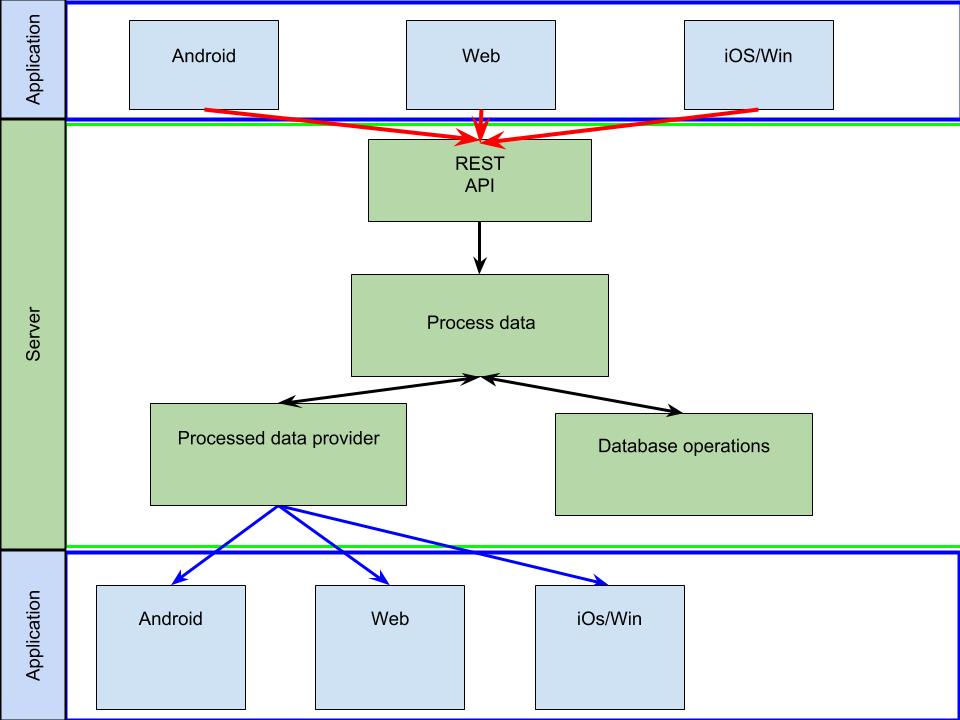 Application
Android
Web
iOS/Win
Server
REST
API
Process data
Processed data provider
Database operations
Application
Android
Web
iOs/Win